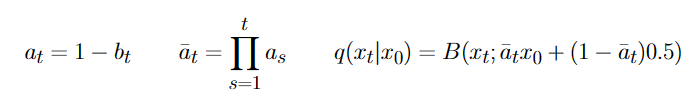 a_t = 1 − b_t    ā_t = ∏_{s=1}^{t} a_s    q(x_t|x_0) = B(x_t; ā_t x_0 + (1 − ā_t)0.5)